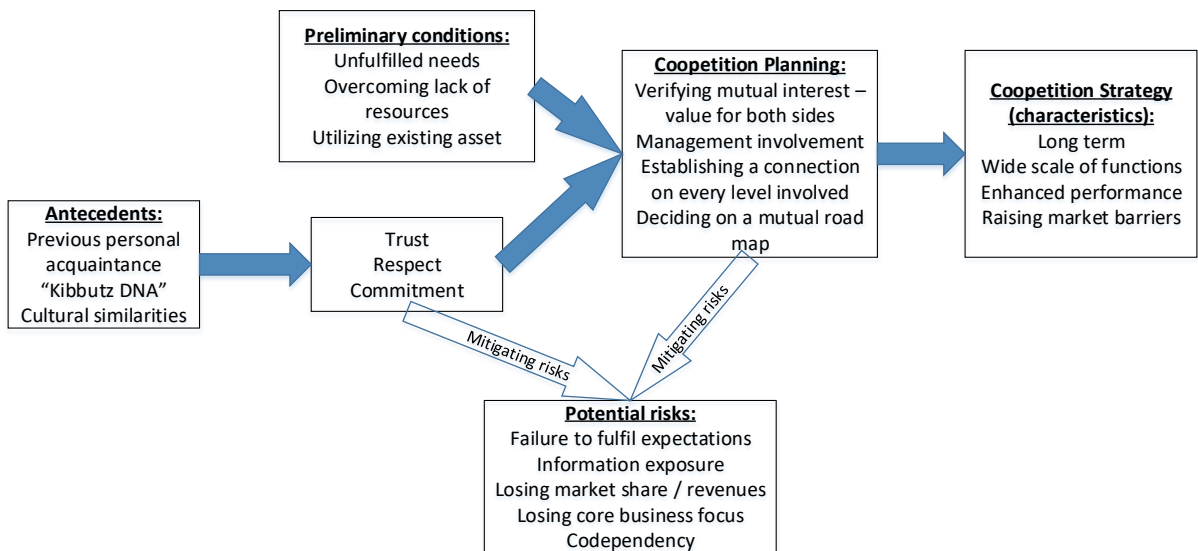 Preliminary conditions:
Unfulfilled needs
Overcoming lack of
resources
Utilizing existing asset
Coopetition Planning:
Verifying mutual interest –
value for both sides
Management involvement
Establishing a connection
on every level involved
Deciding on a mutual road
map
Coopetition Strategy
(characteristics):
Long term
Wide scale of functions
Enhanced performance
Raising market barriers
Antecedents:
Previous personal
acquaintance
“Kibbutz DNA”
Cultural similarities
Trust
Respect
Commitment
Mitigating risks
Mitigating risks
Potential risks:
Failure to fulfil expectations
Information exposure
Losing market share / revenues
Losing core business focus
Codependency